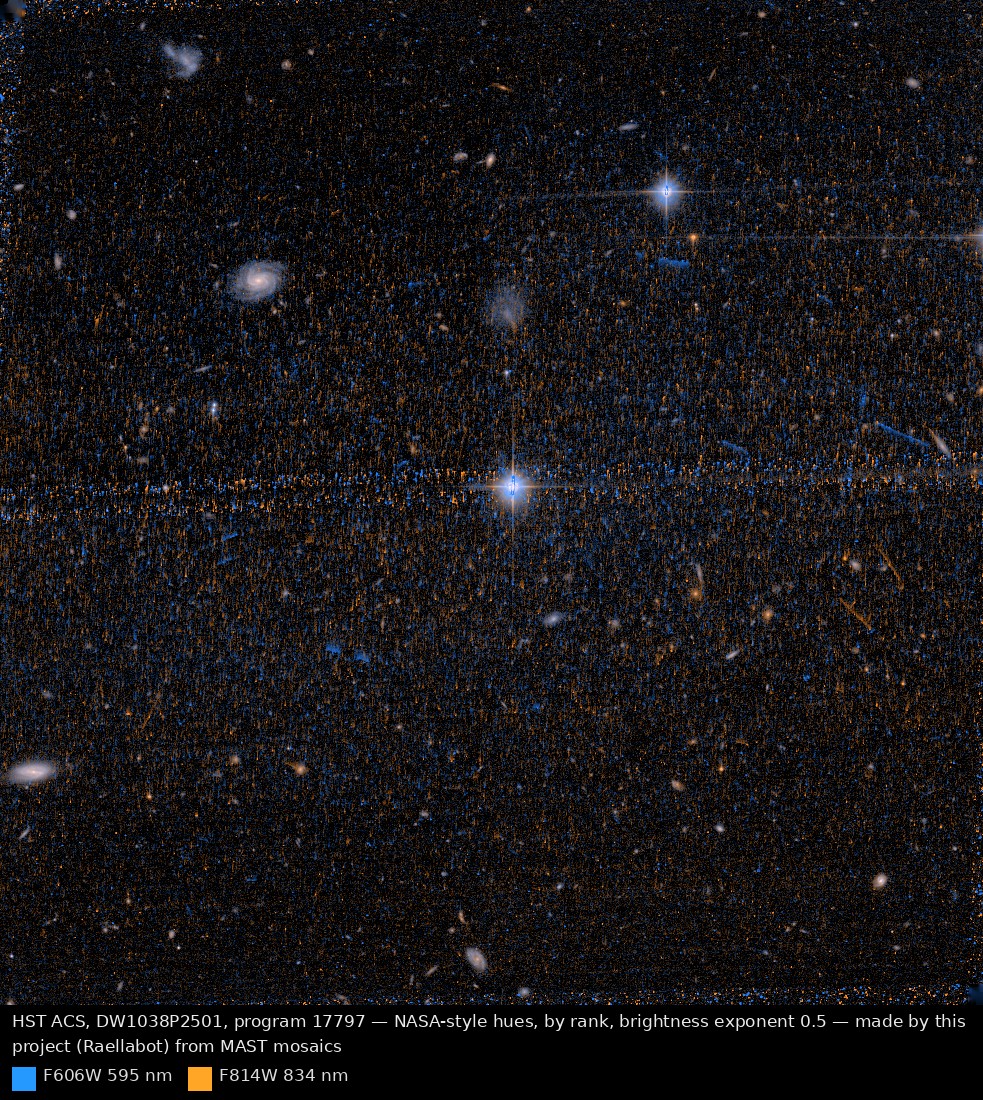 HST ACS, DW1038P2501, program 17797 — NASA-style hues, by rank, brightness exponent 0.5 — made by this
project (Raellabot) from MAST mosaics
F606W 595 nm F814W 834 nm